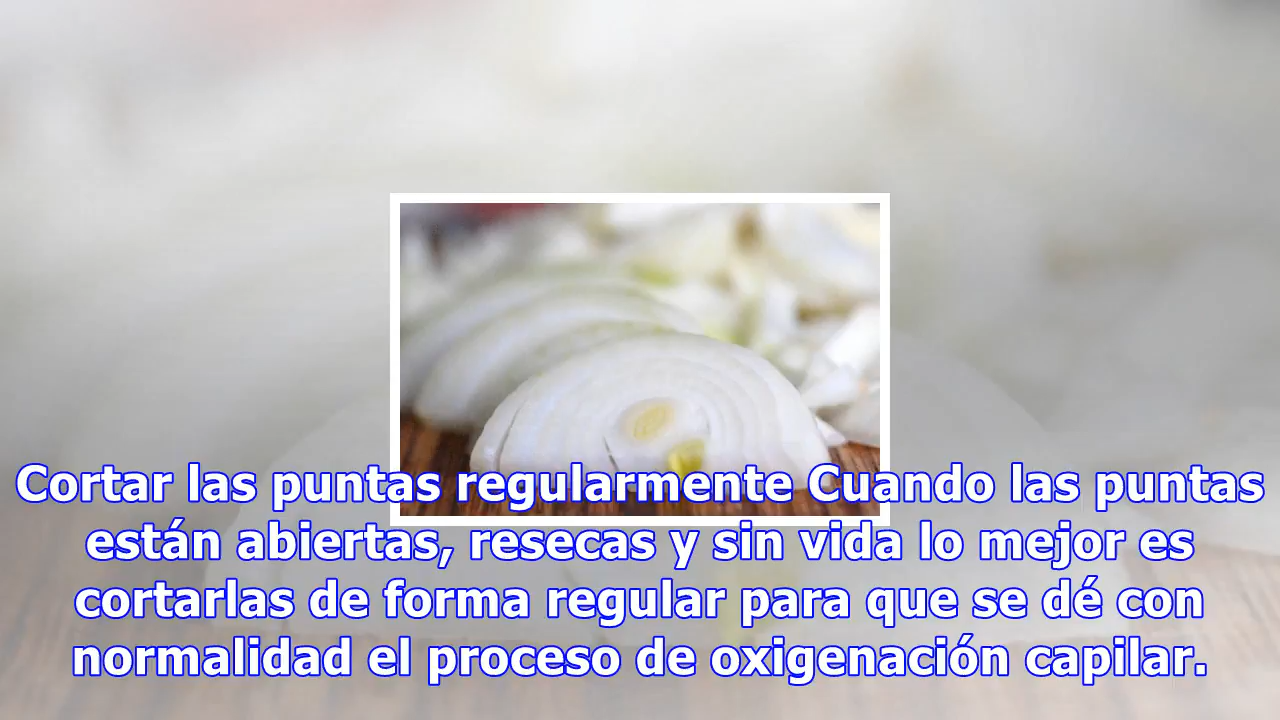 Cortar las puntas regularmente Cuando las puntas
están abiertas, resecas y sin vida lo mejor es
cortarlas de forma regular para que se dé con
normalidad el proceso de oxigenación capilar.